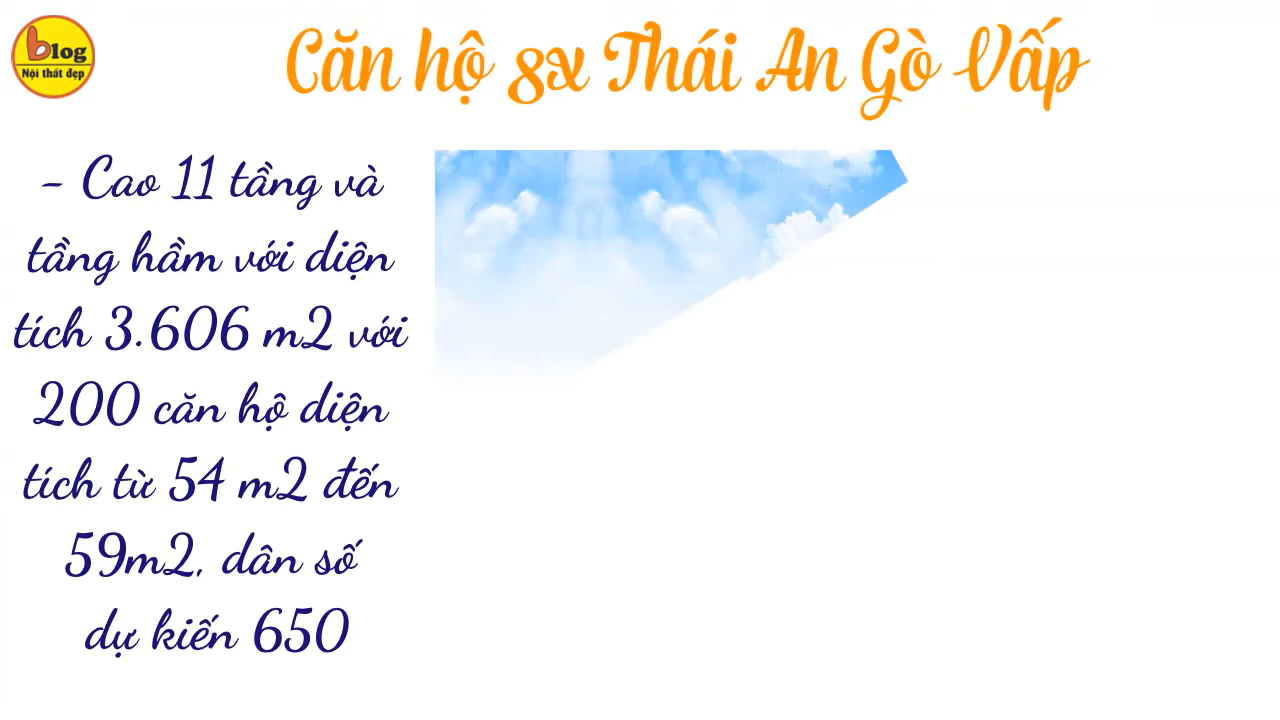 blog
Nội thất đẹp
Căn hộ 8x Thái An Gò Vấp
- Cao 11 tầng và
tầng hầm với diện
tích 3.606 m2 với
200 căn hộ diện
tích từ 54 m2 đến
59m2, dân số
dự kiến 650